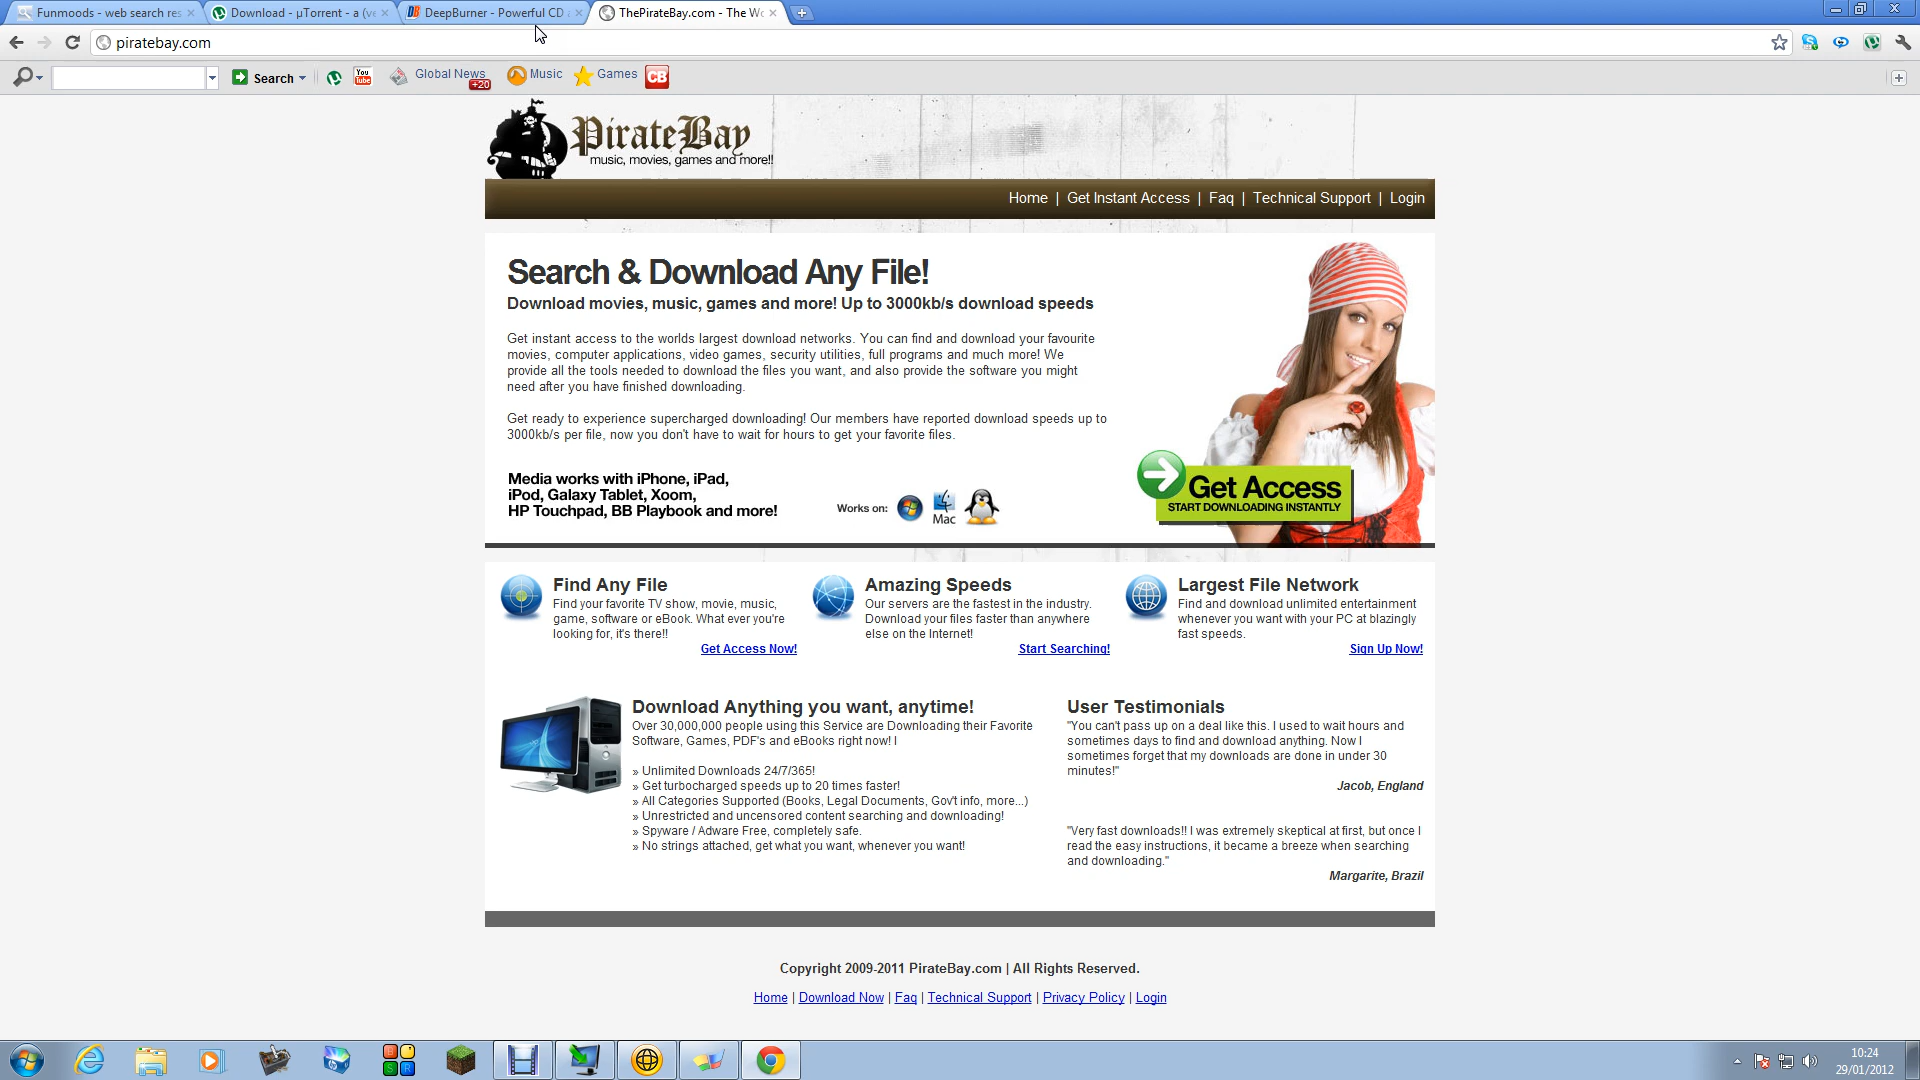 Funmoods - web search res
Download - µTorrent - a (ve
DeepBurner - Powerful CD a
ThePirateBay.com - The Wo
piratebay.com
Search
You
Tube
Global News
+20
Music
Games
CB
PirateBay
music, movies, games and more!!
Home | Get Instant Access | Faq | Technical Support | Login
Search & Download Any File!
Download movies, music, games and more! Up to 3000kb/s download speeds
Get instant access to the worlds largest download networks. You can find and download your favourite
movies, computer applications, video games, security utilities, full programs and much more! We
provide all the tools needed to download the files you want, and also provide the software you might
need after you have finished downloading.
Get ready to experience supercharged downloading! Our members have reported download speeds up to
3000kb/s per file, now you don't have to wait for hours to get your favorite files.
Media works with iPhone, iPad,
iPod, Galaxy Tablet, Xoom,
HP Touchpad, BB Playbook and more!
Works on:
Mac
Get Access
START DOWNLOADING INSTANTLY
Find Any File
Find your favorite TV show, movie, music,
game, software or eBook. What ever you're
looking for, it's there!!
Get Access Now!
Amazing Speeds
Our servers are the fastest in the industry.
Download your files faster than anywhere
else on the Internet!
Start Searching!
Largest File Network
Find and download unlimited entertainment
whenever you want with your PC at blazingly
fast speeds.
Sign Up Now!
Download Anything you want, anytime!
Over 30,000,000 people using this Service are Downloading their Favorite
Software, Games, PDF's and eBooks right now! I
» Unlimited Downloads 24/7/365!
» Get turbocharged speeds up to 20 times faster!
» All Categories Supported (Books, Legal Documents, Gov't info, more...)
» Unrestricted and uncensored content searching and downloading!
» Spyware / Adware Free, completely safe.
» No strings attached, get what you want, whenever you want!
User Testimonials
"You can't pass up on a deal like this. I used to wait hours and
sometimes days to find and download anything. Now I
sometimes forget that my downloads are done in under 30
minutes!"
Jacob, England
"Very fast downloads!! I was extremely skeptical at first, but once I
read the easy instructions, it became a breeze when searching
and downloading."
Margarite, Brazil
Copyright 2009-2011 PirateBay.com | All Rights Reserved.
Home | Download Now | Faq | Technical Support | Privacy Policy | Login
10:24
29/01/2012